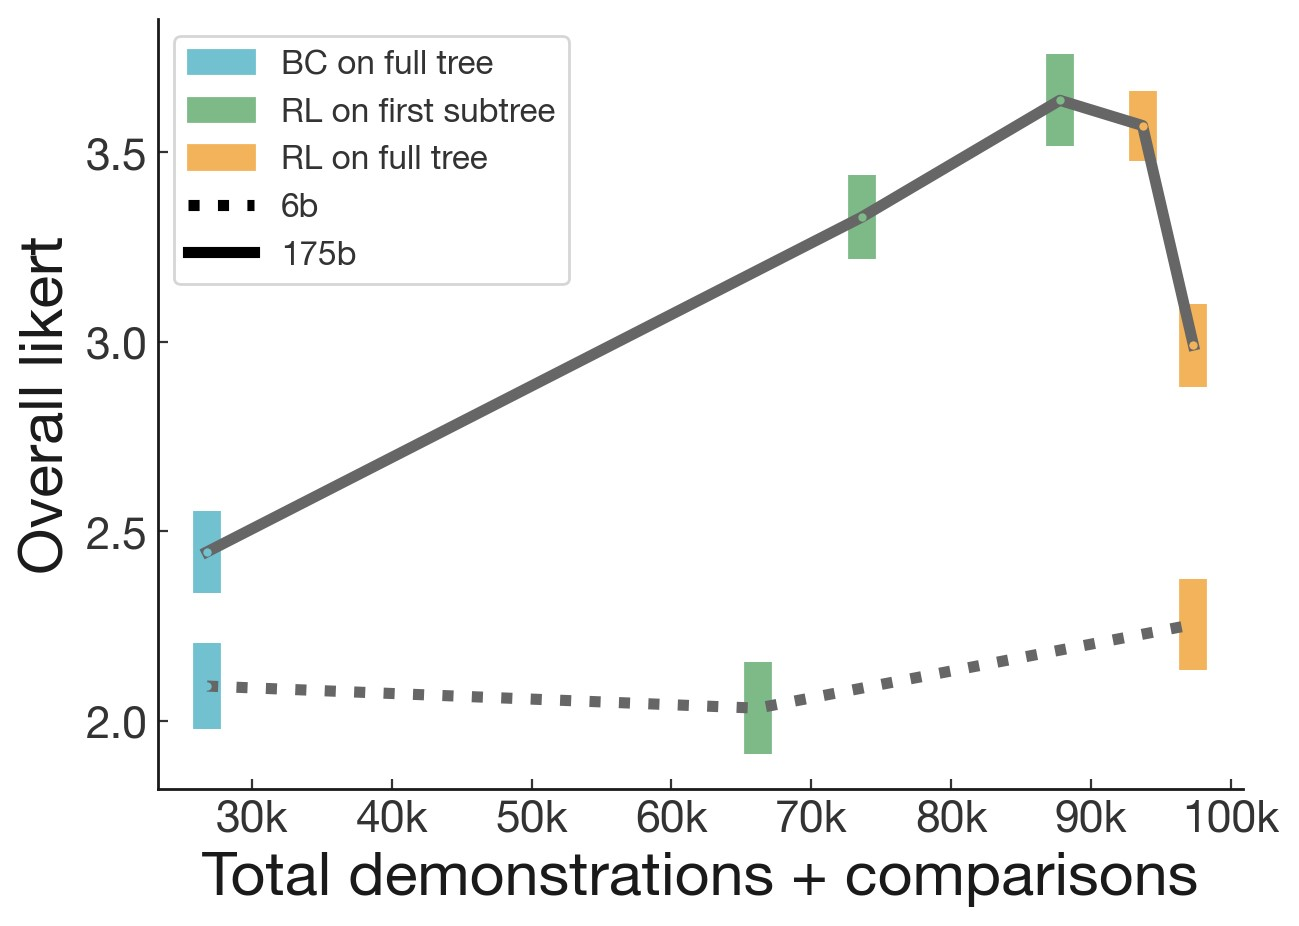 BC on full tree
RL on first subtree
RL on full tree
6b
175b
Overall likert
3.5
3.0
2.5
2.0
30k 40k 50k 60k 70k 80k 90k 100k
Total demonstrations + comparisons